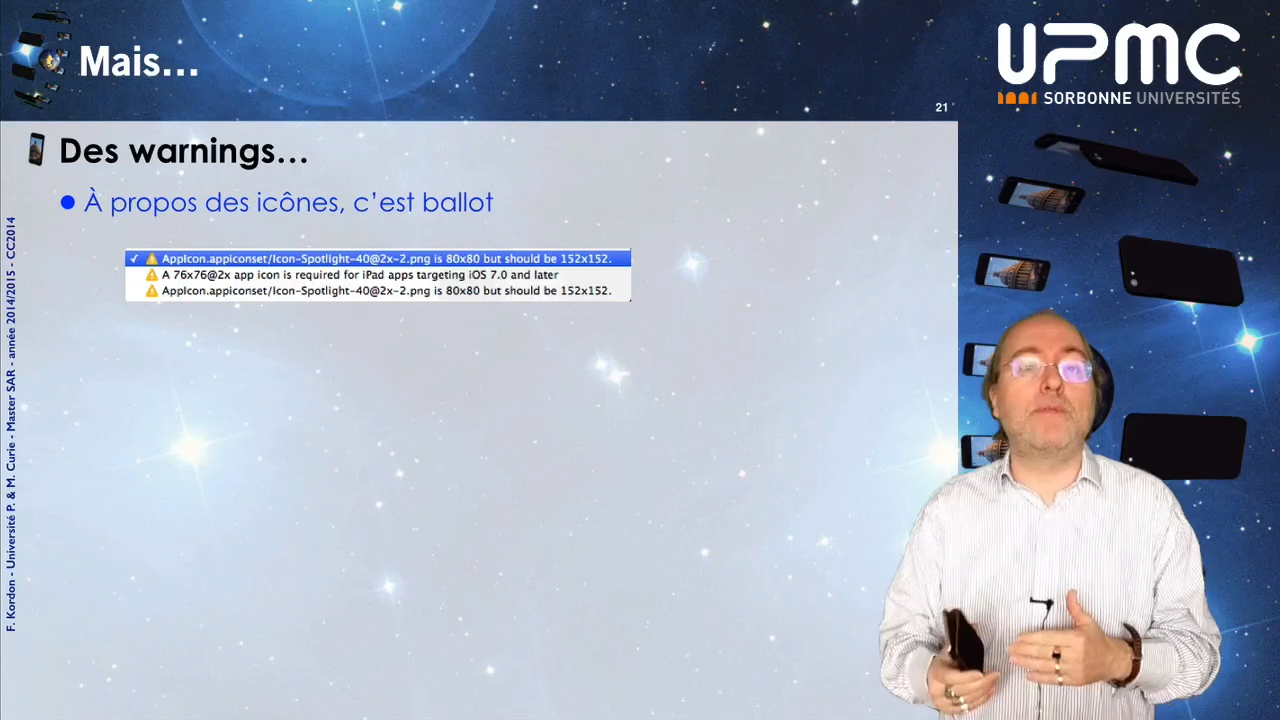 Mais...
UPMC
SORBONNE UNIVERSITÉS
21
Des warnings...
À propos des icônes, c'est ballot
AppIcon.appiconset/Icon-Spotlight-40@2x-2.png is 80x80 but should be 152x152.
A 76x76@2x app icon is required for iPad apps targeting iOS 7.0 and later
AppIcon.appiconset/Icon-Spotlight-40@2x-2.png is 80x80 but should be 152x152.
F. Kordon - Université P. & M. Curie - Master SAR - année 2014/2015 - CC2014